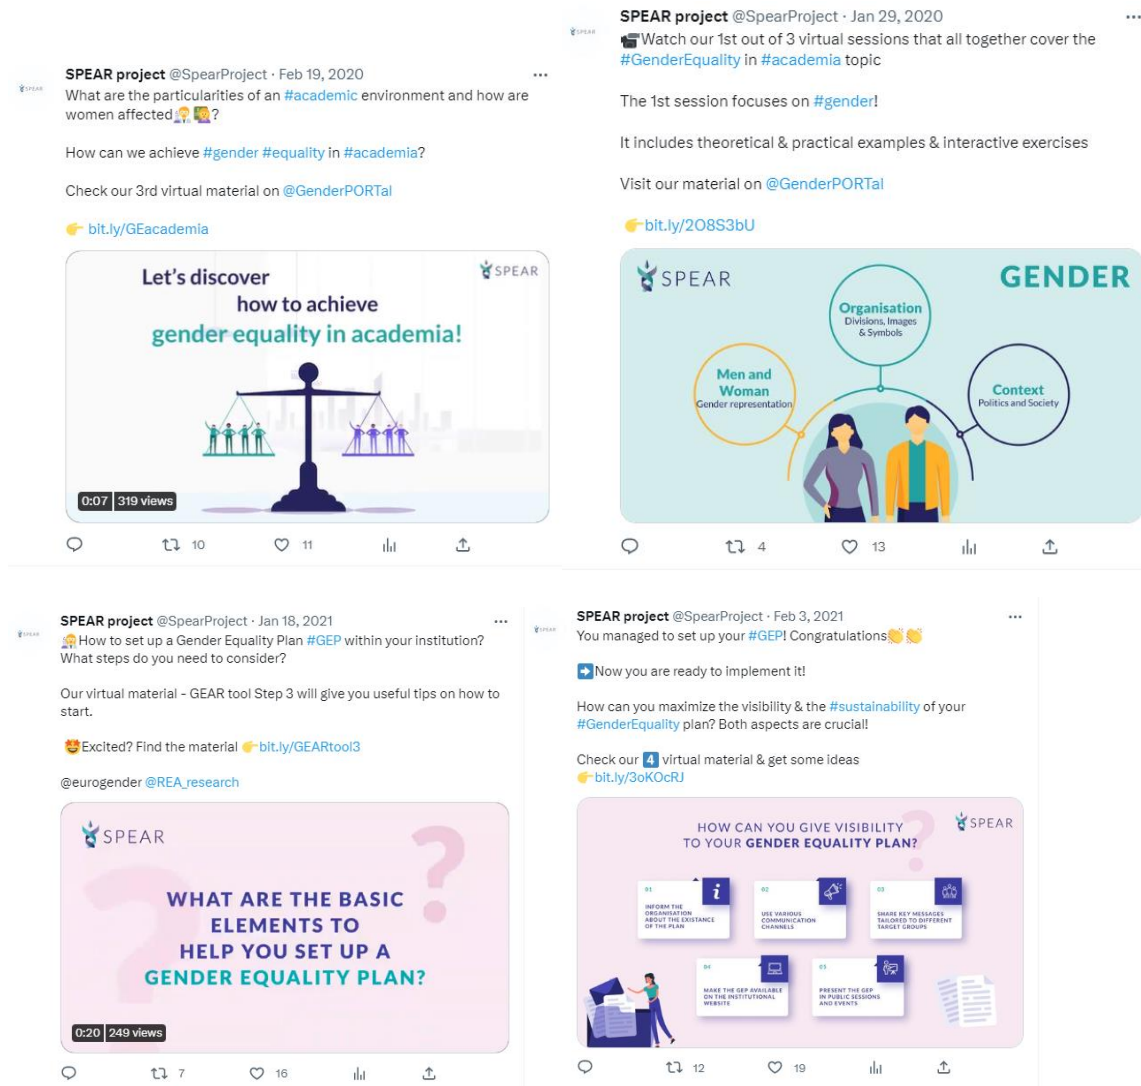 SPEAR project @SpearProject · Feb 19, 2020
What are the particularities of an #academic environment and how are
women affected?
How can we achieve #gender #equality in #academia?
Check our 3rd virtual material on @GenderPORTal
bit.ly/GEacademia
Let's discover
how to achieve
gender equality in academia!
SPEAR
0:07 319 views
10 11
SPEAR project @SpearProject · Jan 29, 2020
Watch our 1st out of 3 virtual sessions that all together cover the
#GenderEquality in #academia topic
The 1st session focuses on #gender!
It includes theoretical & practical examples & interactive exercises
Visit our material on @GenderPORTal
bit.ly/2O8S3bU
SPEAR
GENDER
Organisation
Divisions, Images
& Symbols
Men and
Woman
Gender representation
Context
Politics and Society
4 13
SPEAR project @SpearProject · Jan 18, 2021
How to set up a Gender Equality Plan #GEP within your institution?
What steps do you need to consider?
Our virtual material - GEAR tool Step 3 will give you useful tips on how to
start.
Excited? Find the material bit.ly/GEARtool3
@eurogender @REA_research
SPEAR
WHAT ARE THE BASIC
ELEMENTS TO
HELP YOU SET UP A
GENDER EQUALITY PLAN?
0:20 249 views
7 16
SPEAR project @SpearProject · Feb 3, 2021
You managed to set up your #GEP! Congratulations
Now you are ready to implement it!
How can you maximize the visibility & the #sustainability of your
#GenderEquality plan? Both aspects are crucial!
Check our 4 virtual material & get some ideas
bit.ly/3oKOcRJ
HOW CAN YOU GIVE VISIBILITY
TO YOUR GENDER EQUALITY PLAN?
SPEAR
01
INFORM THE
ORGANISATION
ABOUT THE EXISTANCE
OF THE PLAN
02
USE VARIOUS
COMMUNICATION
CHANNELS
03
SHARE KEY MESSAGES
TAILORED TO DIFFERENT
TARGET GROUPS
04
MAKE THE GEP AVAILABLE
ON THE INSTITUTIONAL
WEBSITE
05
PRESENT THE GEP
IN PUBLIC SESSIONS
AND EVENTS
12 19